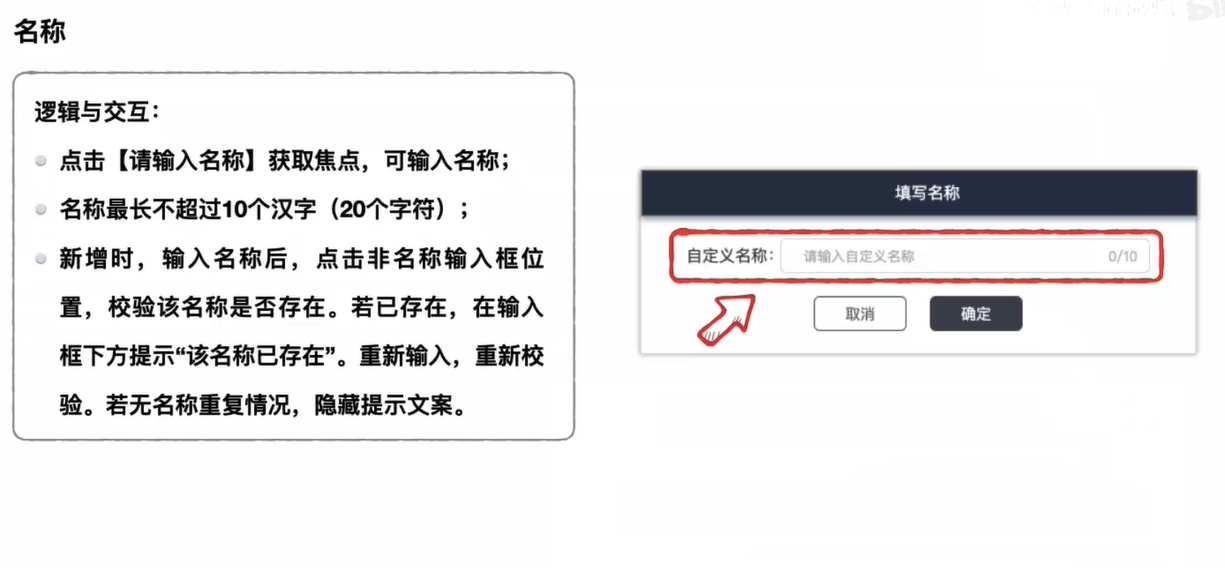 名称
逻辑与交互：
点击【请输入名称】获取焦点，可输入名称；
名称最长不超过10个汉字（20个字符）；
新增时，输入名称后，点击非名称输入框位
置，校验该名称是否存在。若已存在，在输入
框下方提示“该名称已存在”。重新输入，重新校
验。若无名称重复情况，隐藏提示文案。
填写名称
自定义名称： 请输入自定义名称 0/10
取消 确定